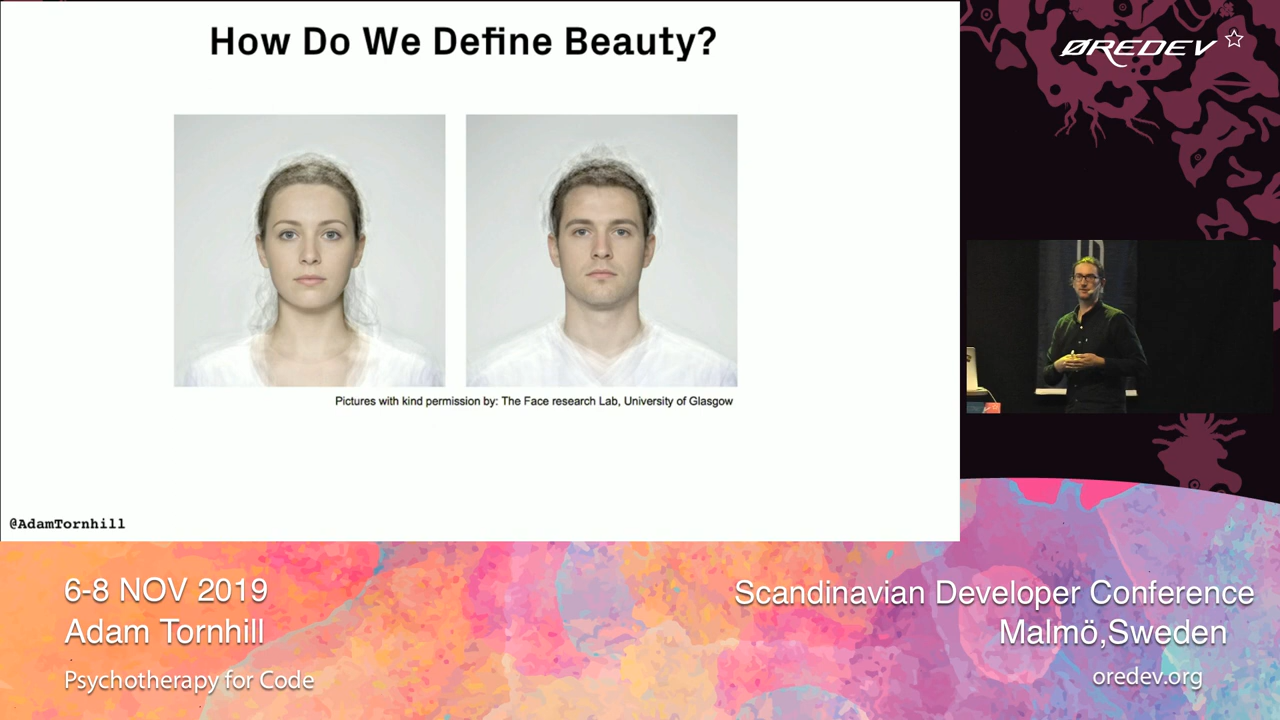 How Do We Define Beauty?
Pictures with kind permission by: The Face research Lab, University of Glasgow
@AdamTornhill
ØREDEV
6-8 NOV 2019
Adam Tornhill
Psychotherapy for Code
Scandinavian Developer Conference
Malmö,Sweden
oredev.org